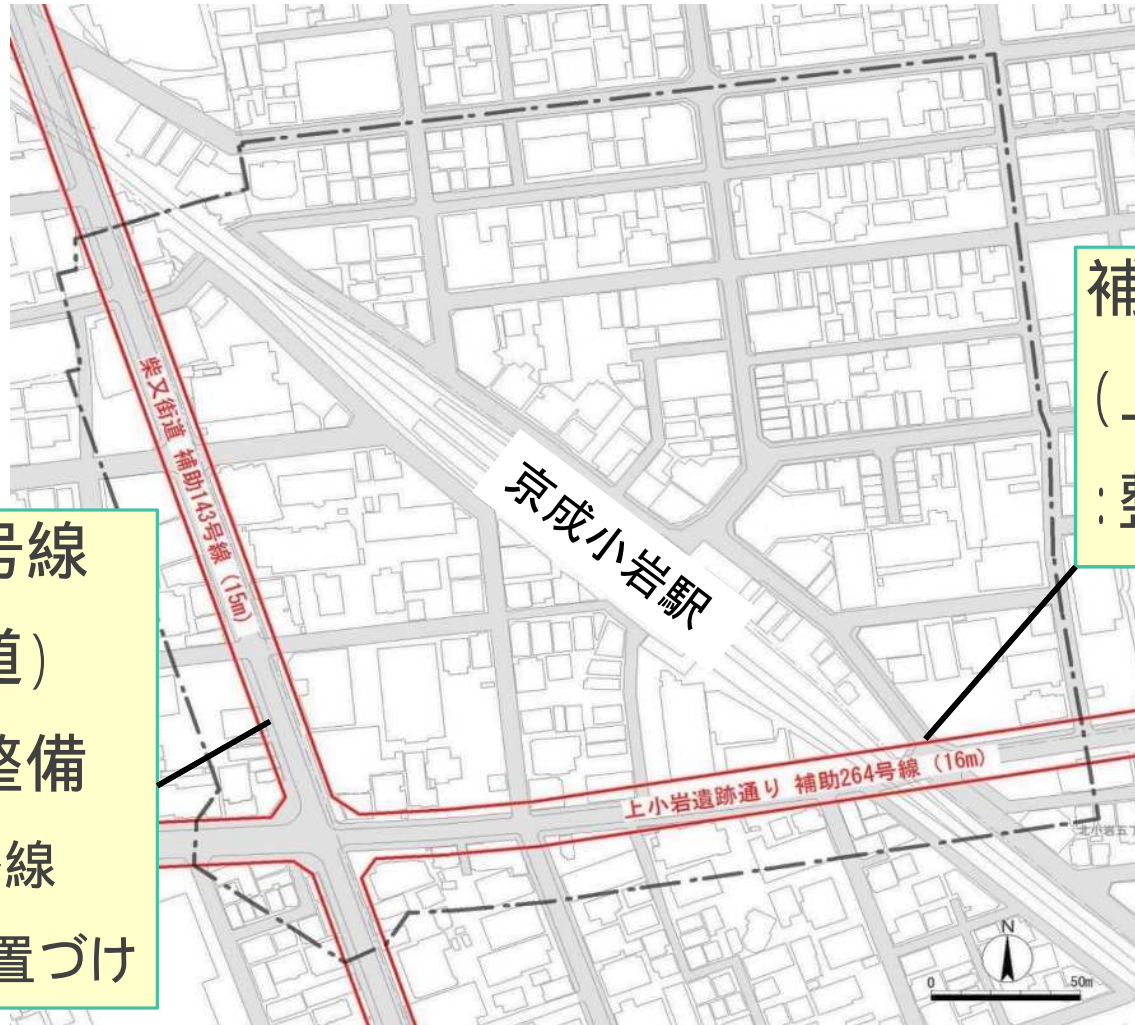 柴又街道 補助143号線 (15m)
京成小岩駅
補
(上
:整
号線
道)
整備
線
置づけ
上小岩遺跡通り 補助264号線 (16m)
北小岩五丁
N
0 50m